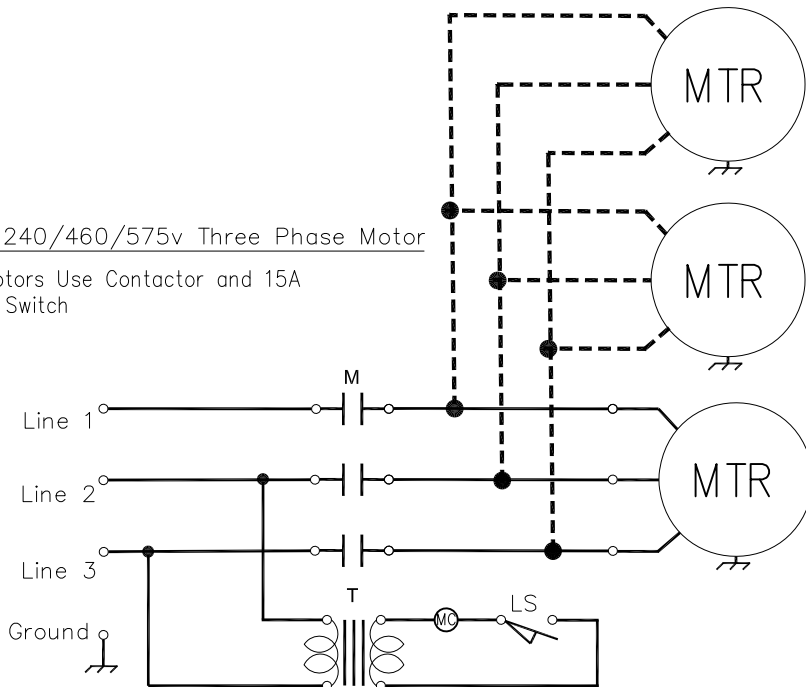 MTR
240/460/575v Three Phase Motor
MTR
otors Use Contactor and 15A
Switch
M
Line 1
Line 2
MTR
Line 3
T
LS
MC
Ground